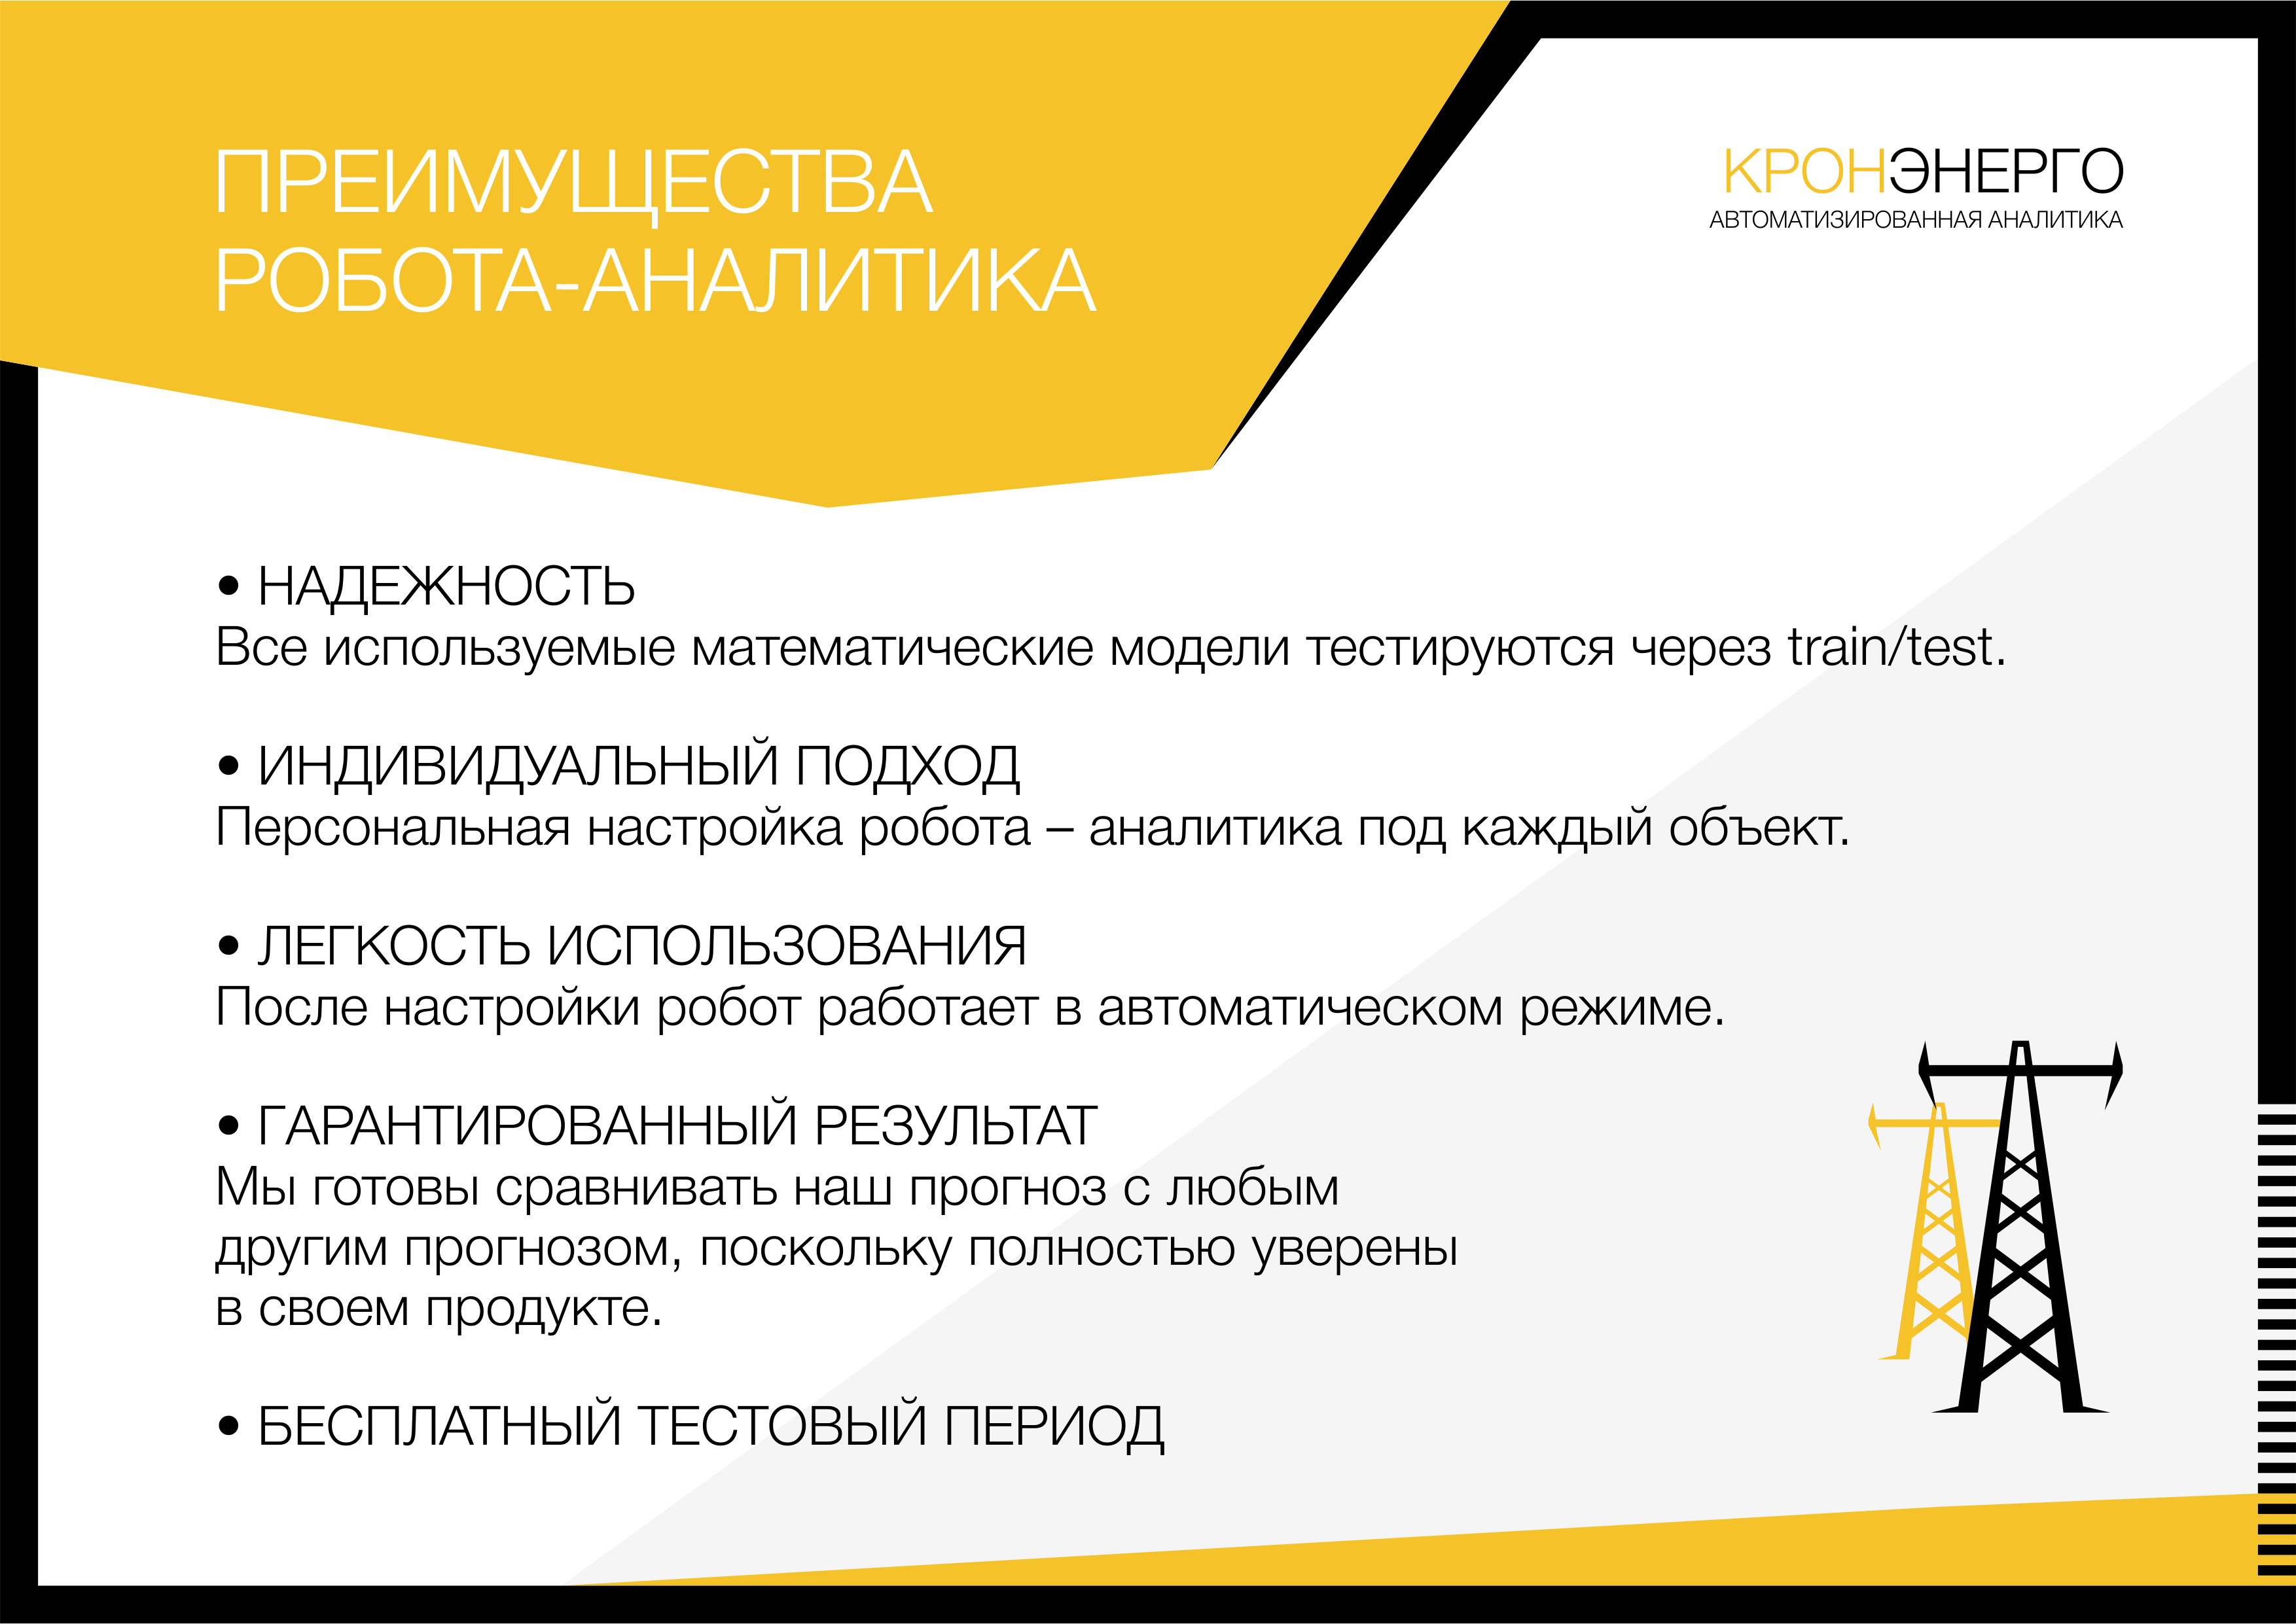 ПРЕИМУЩЕСТВА
РОБОТА-АНАЛИТИКА
КРОНЭНЕРГО
АВТОМАТИЗИРОВАННАЯ АНАЛИТИКА
• НАДЕЖНОСТЬ
Все используемые математические модели тестируются через train/test.
• ИНДИВИДУАЛЬНЫЙ ПОДХОД
Персональная настройка робота – аналитика под каждый объект.
• ЛЕГКОСТЬ ИСПОЛЬЗОВАНИЯ
После настройки робот работает в автоматическом режиме.
• ГАРАНТИРОВАННЫЙ РЕЗУЛЬТАТ
Мы готовы сравнивать наш прогноз с любым
другим прогнозом, поскольку полностью уверены
в своем продукте.
• БЕСПЛАТНЫЙ ТЕСТОВЫЙ ПЕРИОД